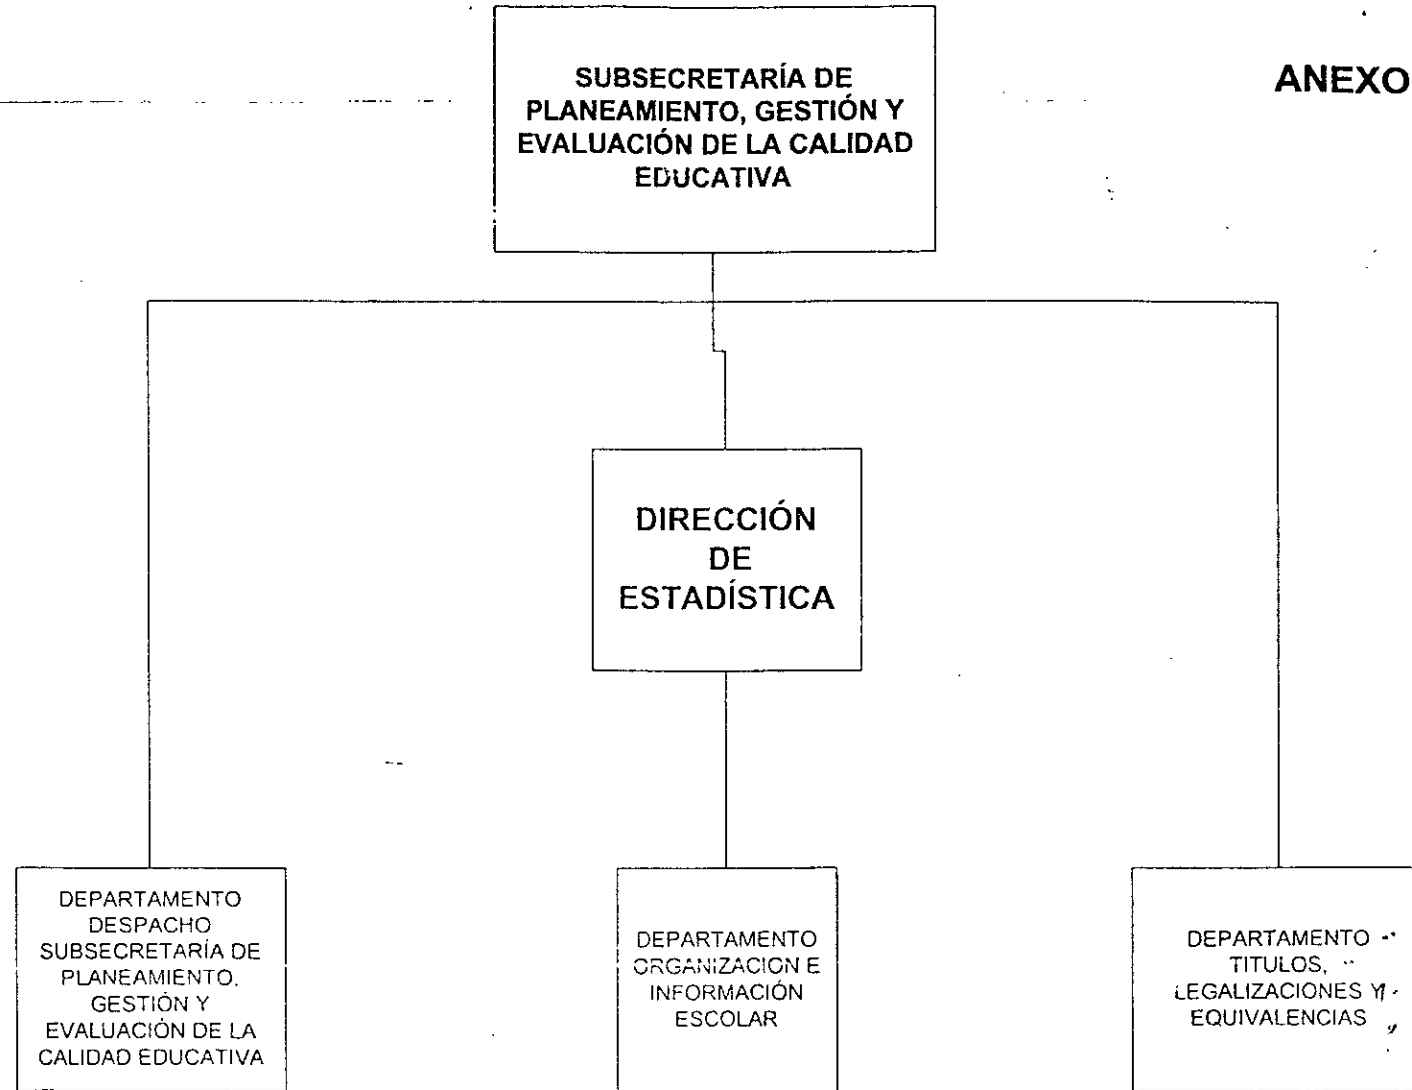 SUBSECRETARÍA DE
PLANEAMIENTO, GESTIÓN Y
EVALUACIÓN DE LA CALIDAD
EDUCATIVA
ANEXO
DIRECCIÓN
DE
ESTADÍSTICA
DEPARTAMENTO
DESPACHO
SUBSECRETARÍA DE
PLANEAMIENTO.
GESTIÓN Y
EVALUACIÓN DE LA
CALIDAD EDUCATIVA
DEPARTAMENTO
ORGANIZACION E
INFORMACIÓN
ESCOLAR
DEPARTAMENTO
TITULOS,
LEGALIZACIONES Y
EQUIVALENCIAS